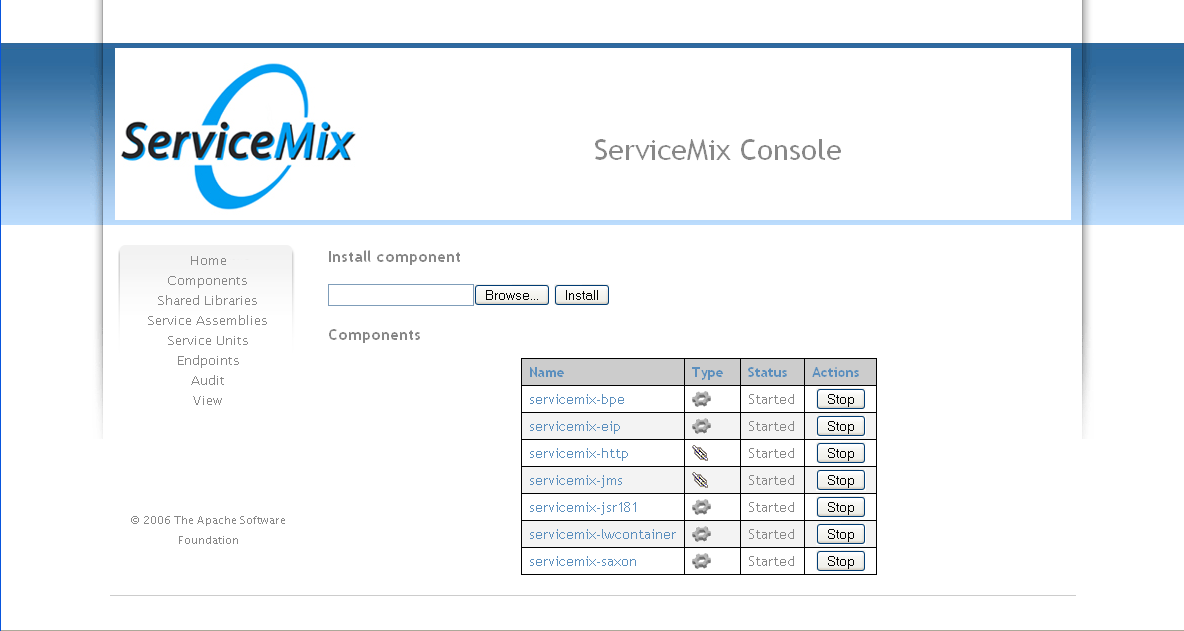 ServiceMix
ServiceMix Console
Home
Components
Shared Libraries
Service Assemblies
Service Units
Endpoints
Audit
View
© 2006 The Apache Software
Foundation
Install component
Browse... Install
Components
Name Type Status Actions
servicemix-bpe Started Stop
servicemix-eip Started Stop
servicemix-http Started Stop
servicemix-jms Started Stop
servicemix-jsr181 Started Stop
servicemix-lwcontainer Started Stop
servicemix-saxon Started Stop